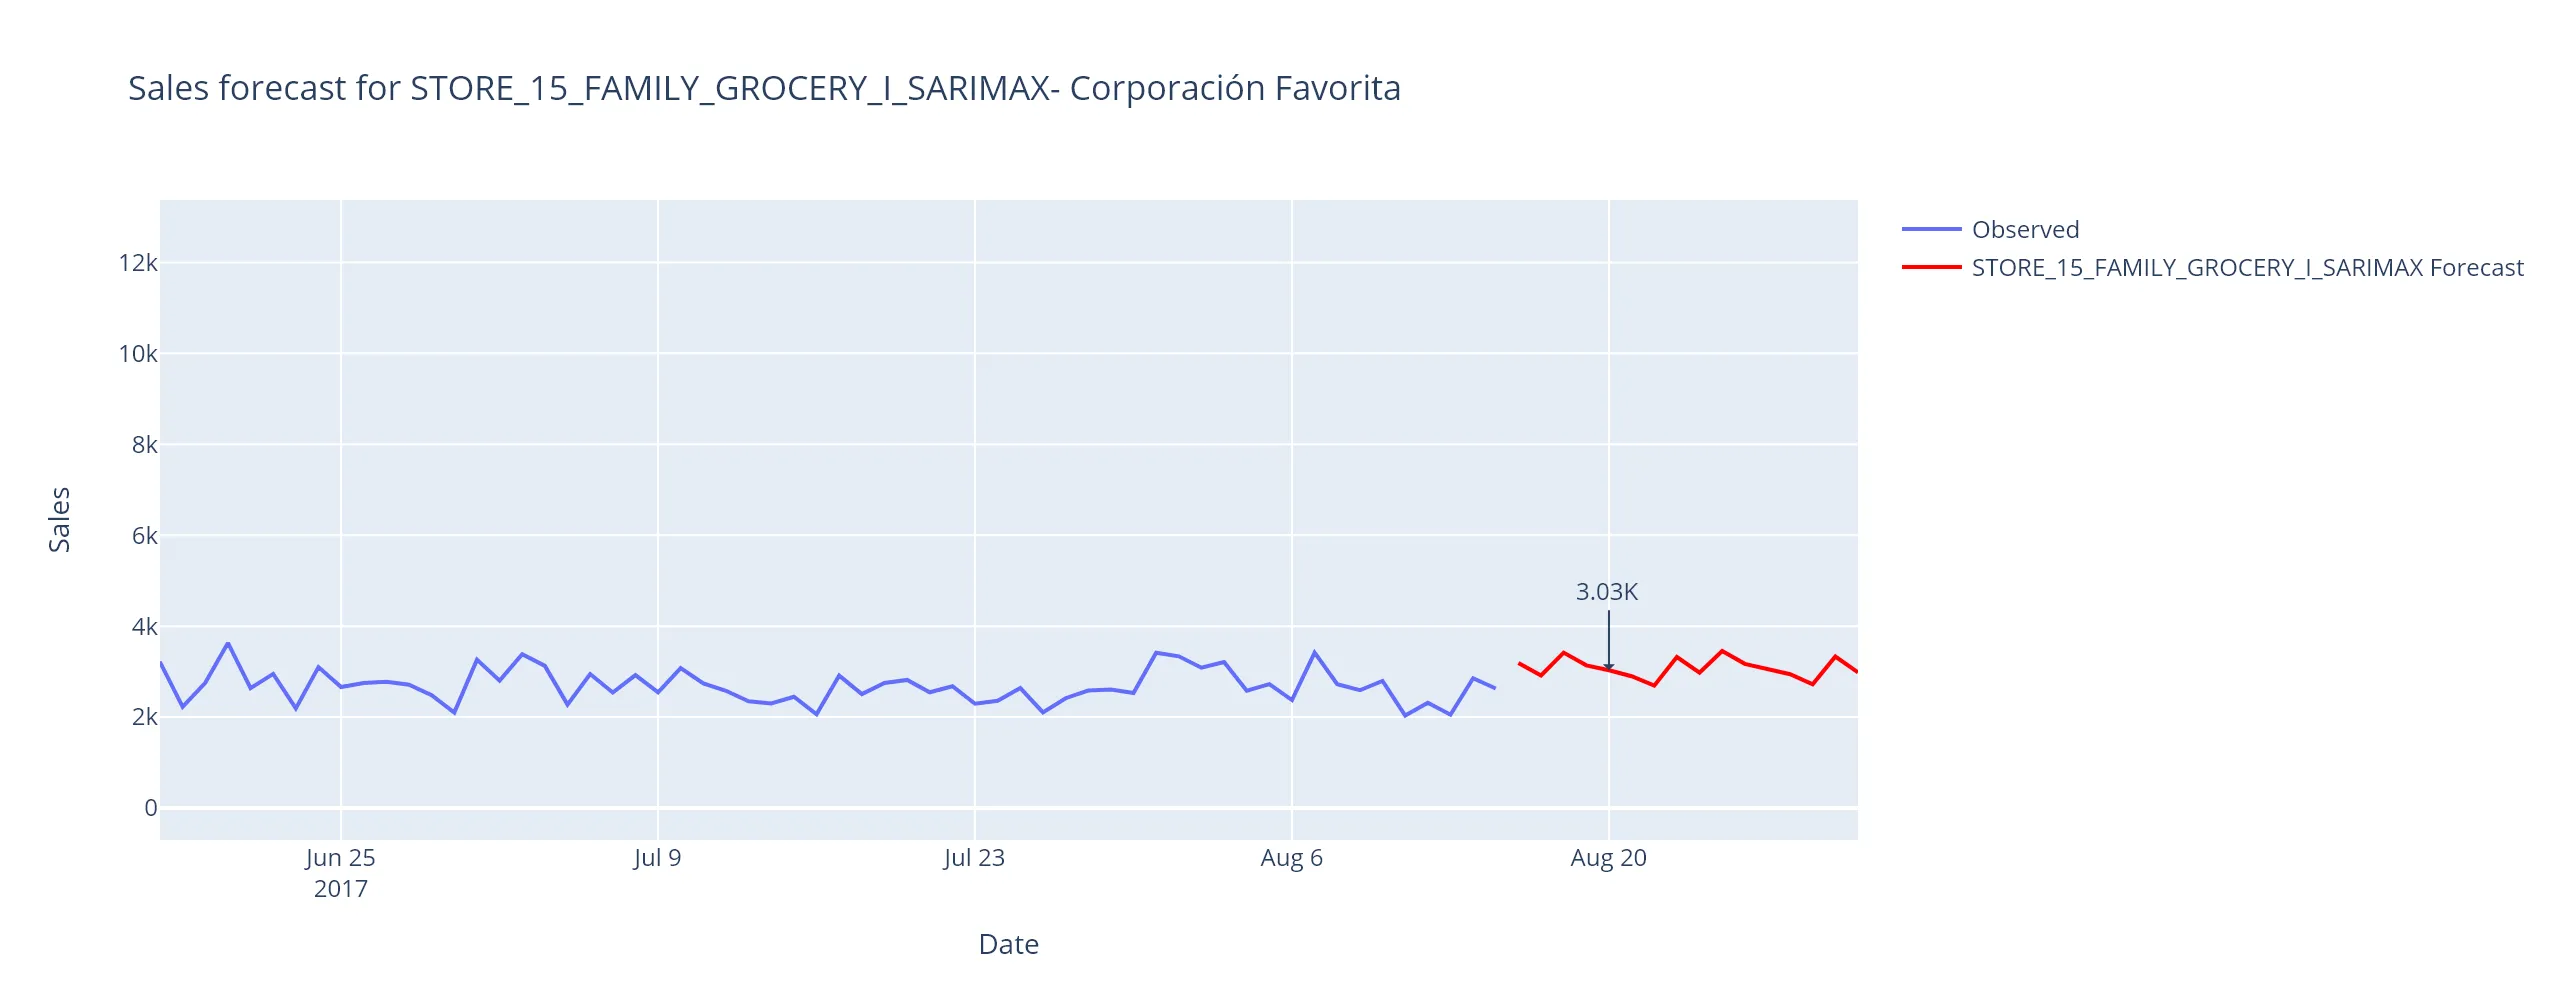 Sales forecast for STORE_15_FAMILY_GROCERY_I_SARIMAX- Corporación Favorita
Observed
STORE_15_FAMILY_GROCERY_I_SARIMAX Forecast
12k
10k
8k
6k
4k
2k
0
Sales
3.03K
Jun 25
2017
Jul 9
Jul 23
Aug 6
Aug 20
Date